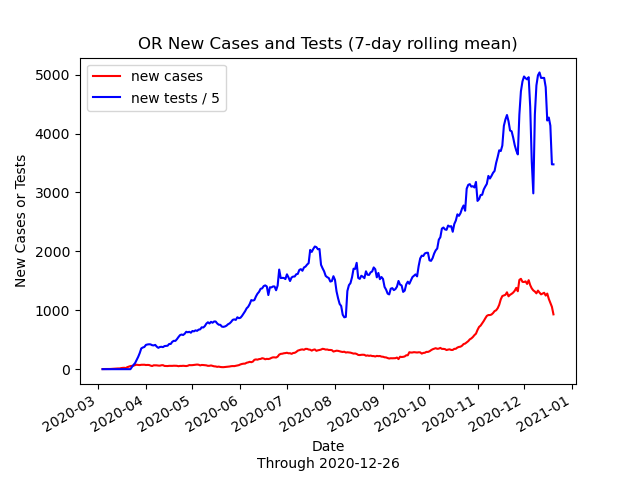 OR New Cases and Tests (7-day rolling mean)
new cases
new tests / 5
New Cases or Tests
5000
4000
3000
2000
1000
0
2020-03
2020-04
2020-05
2020-06
2020-07
2020-08
2020-09
2020-10
2020-11
2020-12
2021-01
Date
Through 2020-12-26